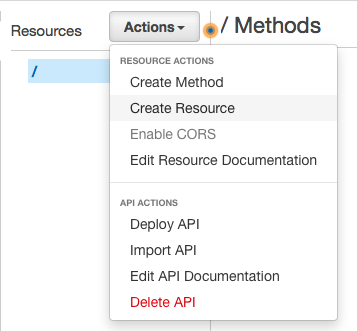 Resources
Actions
/ Methods
/
RESOURCE ACTIONS
Create Method
Create Resource
Enable CORS
Edit Resource Documentation
API ACTIONS
Deploy API
Import API
Edit API Documentation
Delete API